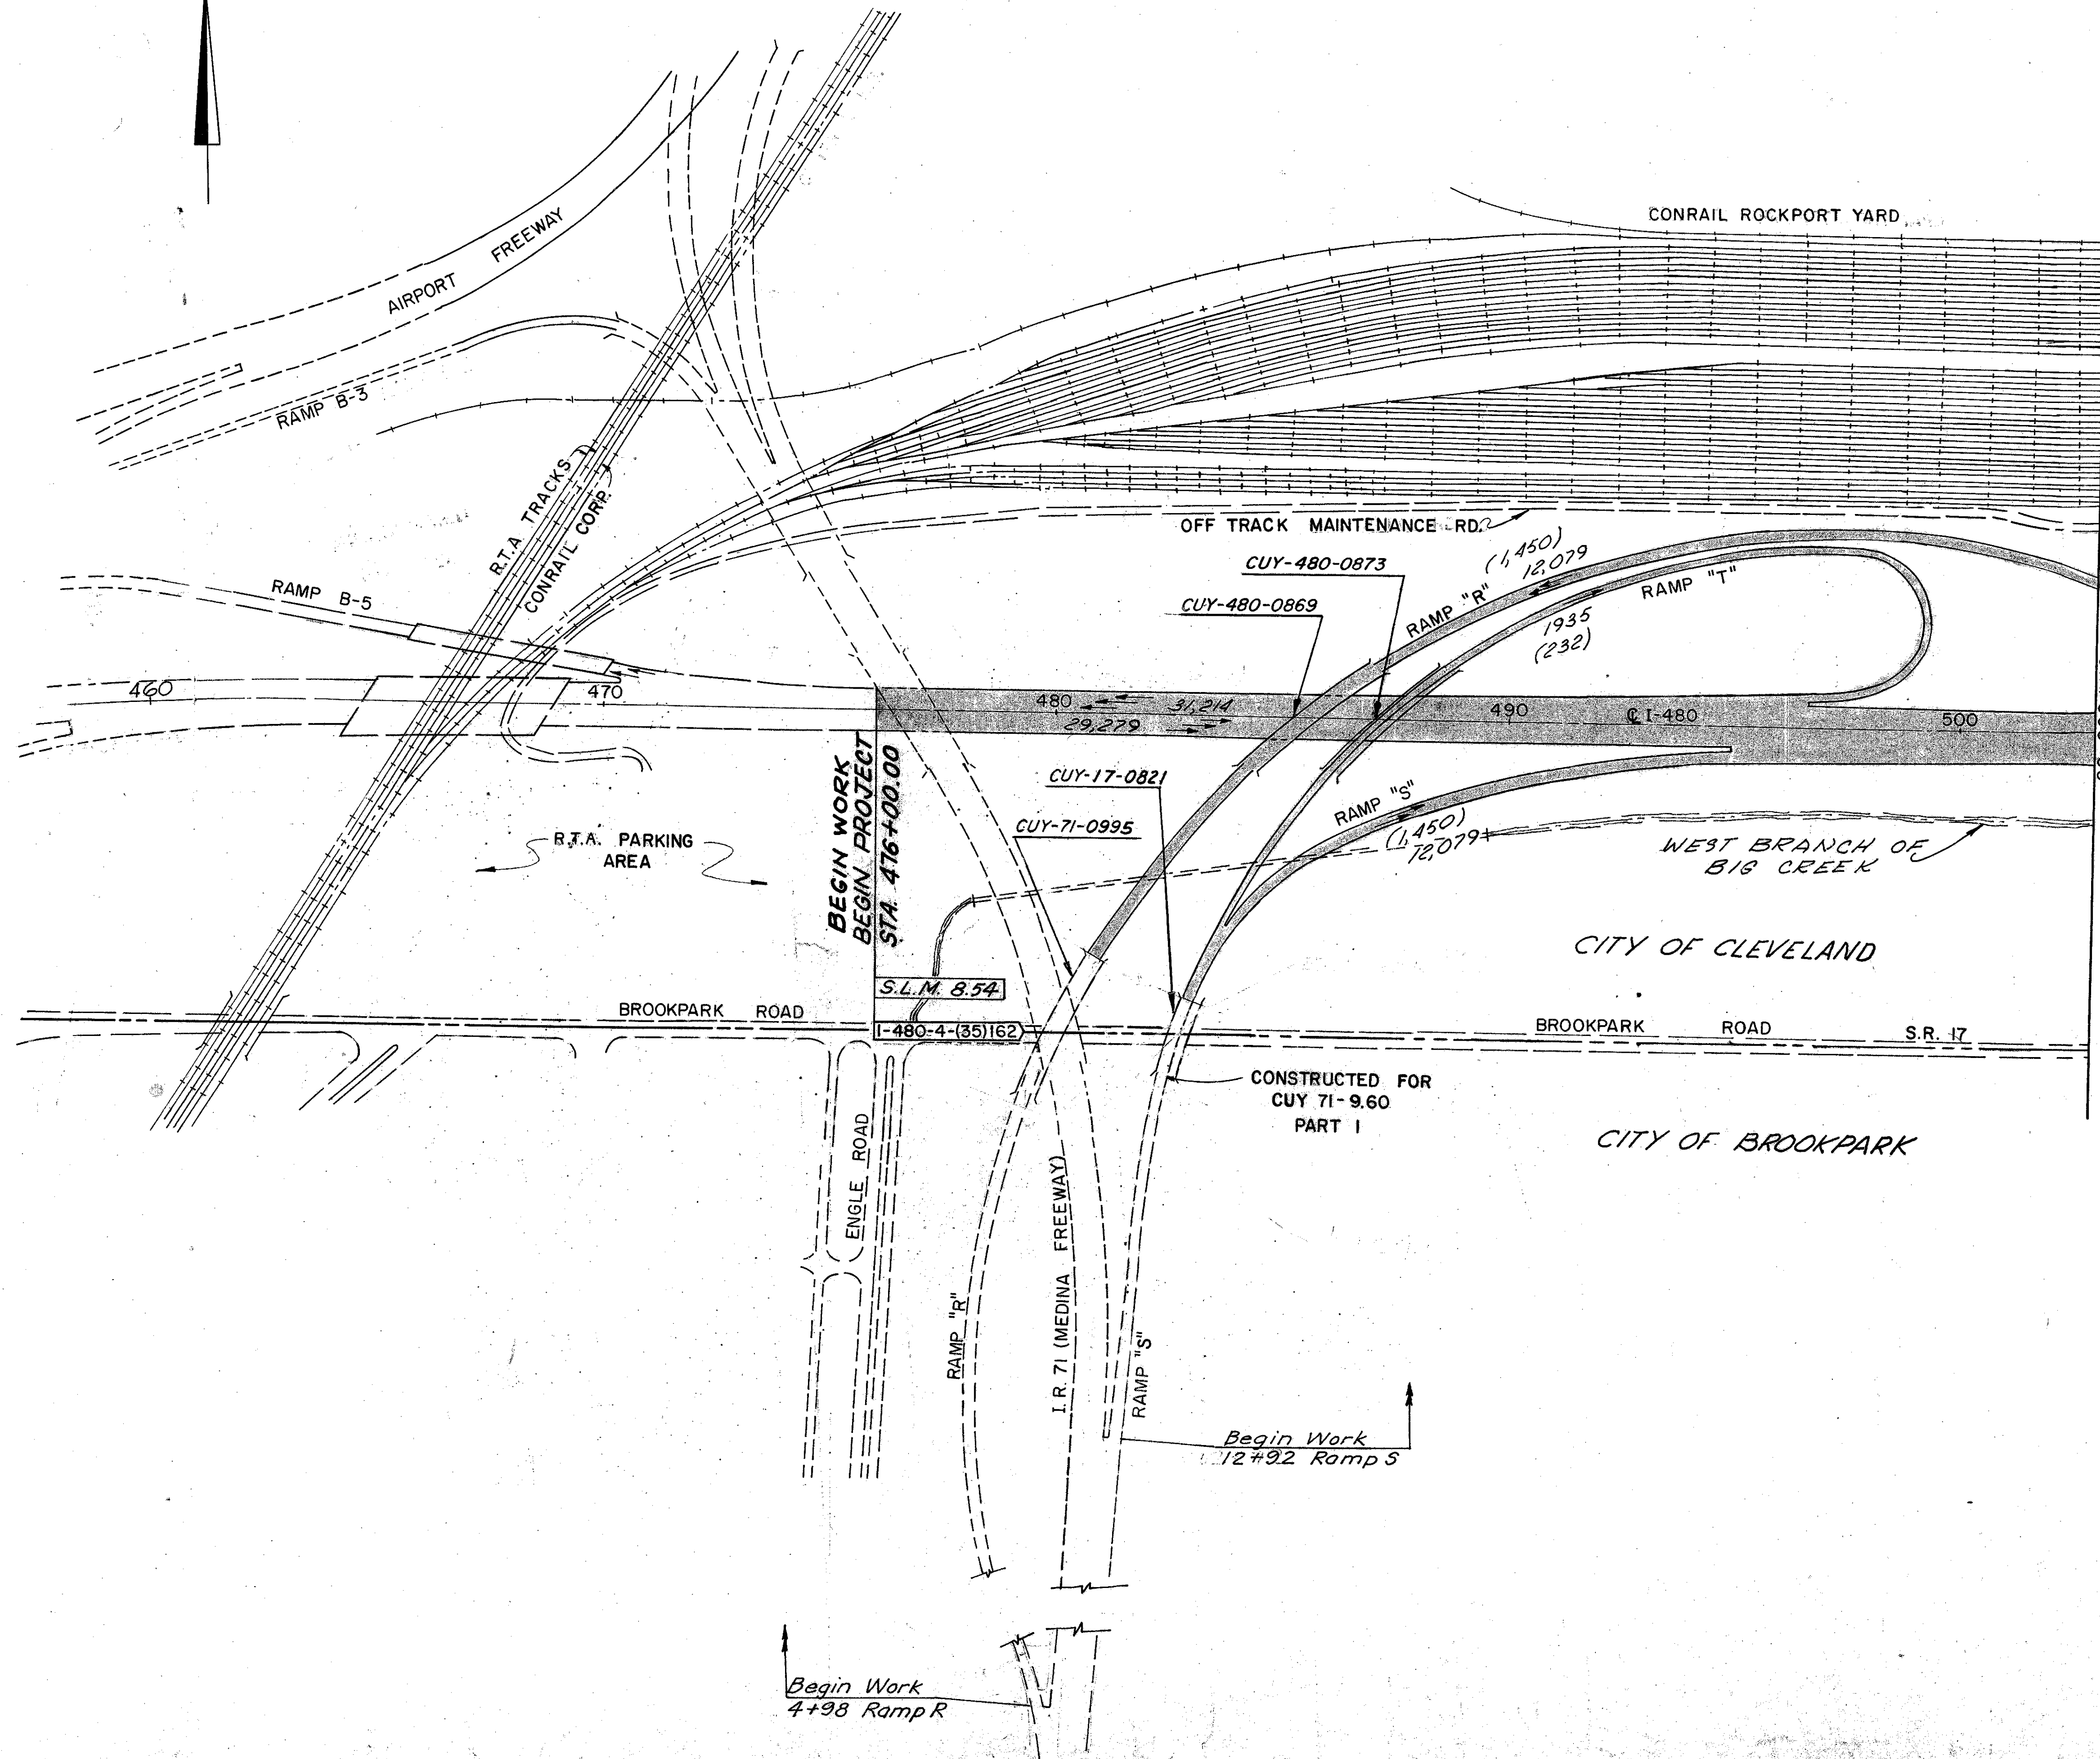 CONRAIL ROCKPORT YARD
AIRPORT FREEWAY
RAMP B-3
R.T.A TRACKS
CONRAIL CORP.
OFF TRACK MAINTENANCE RD.
(1,450)
12,079
CUY-480-0873
RAMP B-5
CUY-480-0869
RAMP "R"
RAMP "T"
1935
(232)
460
470
480
31,214
29,279
490
℄ I-480
500
BEGIN WORK
BEGIN PROJECT
STA. 476+00.00
CUY-17-0821
CUY-71-0995
RAMP "S"
(1,450)
12,079
R.T.A. PARKING
AREA
WEST BRANCH OF
BIG CREEK
CITY OF CLEVELAND
S.L.M. 8.54
BROOKPARK ROAD
I-480-4-(35)162
BROOKPARK ROAD S.R. 17
CONSTRUCTED FOR
CUY 71-9.60
PART 1
CITY OF BROOKPARK
ENGLE ROAD
RAMP "R"
I.R. 71 (MEDINA FREEWAY)
RAMP "S"
Begin Work
12+92 Ramp S
Begin Work
4+98 Ramp R